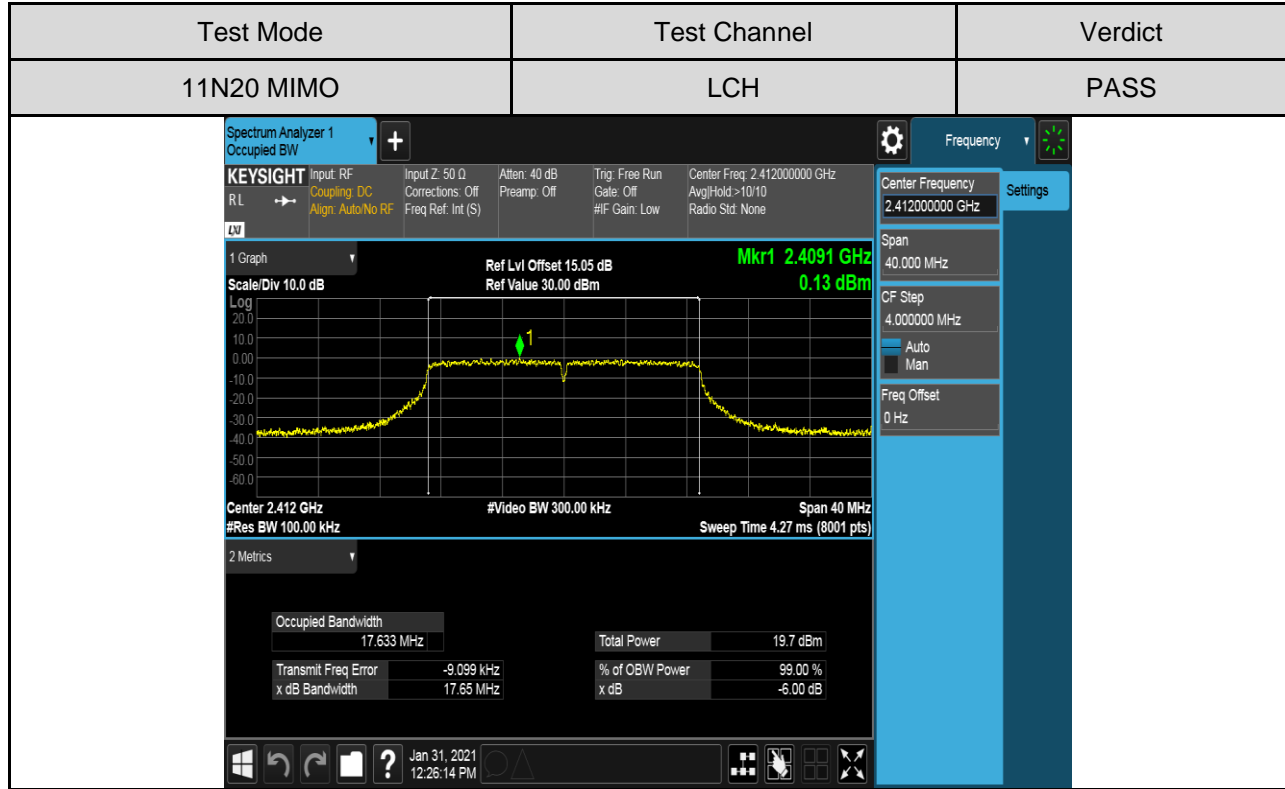 Test Mode Test Channel Verdict
11N20 MIMO LCH PASS
Spectrum Analyzer 1
Occupied BW
+
Frequency
KEYSIGHT Input: RF Input Z: 50 Ω Atten: 40 dB Trig: Free Run Center Freq: 2.412000000 GHz
RL Coupling: DC Corrections: Off Preamp: Off Gate: Off Avg|Hold:>10/10
Align: Auto/No RF Freq Ref: Int (S) #IF Gain: Low Radio Std: None
LXI
Center Frequency
2.412000000 GHz
Settings
Span
40.000 MHz
CF Step
4.000000 MHz
Auto
Man
Freq Offset
0 Hz
1 Graph Ref Lvl Offset 15.05 dB Mkr1 2.4091 GHz
Scale/Div 10.0 dB Ref Value 30.00 dBm 0.13 dBm
Log
20.0
10.0
0.00
-10.0
-20.0
-30.0
-40.0
-50.0
-60.0
1
Center 2.412 GHz #Video BW 300.00 kHz Span 40 MHz
#Res BW 100.00 kHz Sweep Time 4.27 ms (8001 pts)
2 Metrics
Occupied Bandwidth
17.633 MHz Total Power 19.7 dBm
Transmit Freq Error -9.099 kHz % of OBW Power 99.00 %
x dB Bandwidth 17.65 MHz x dB -6.00 dB
? Jan 31, 2021
12:26:14 PM